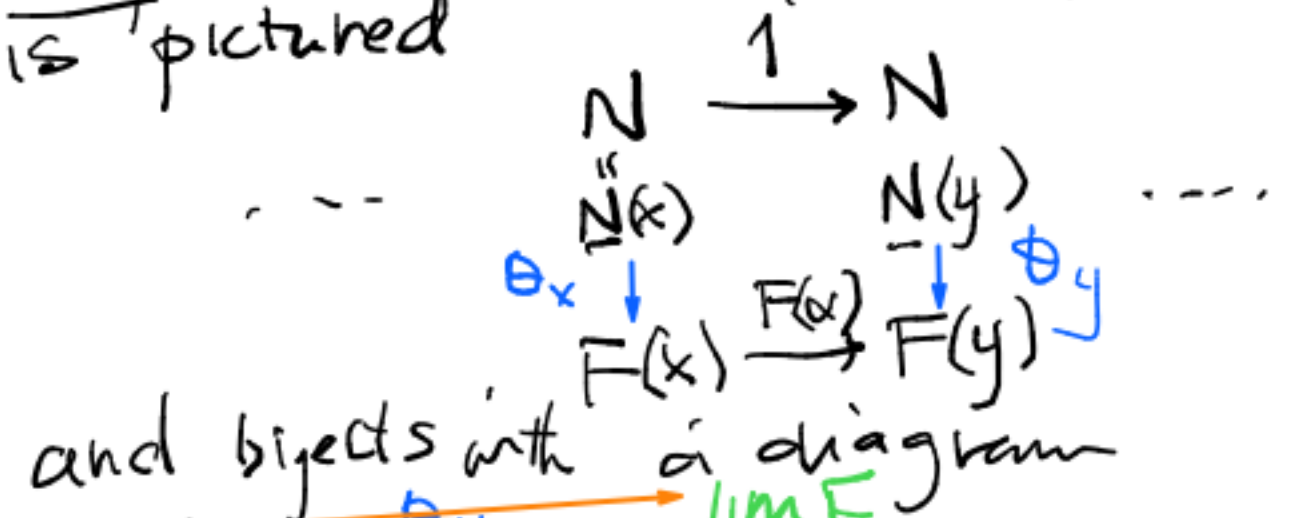 is pictured
N 1 N
"
... N(x) N(y) ....
θx θy
F(x) F(α) F(y)
and bijects with a diagram
lim F